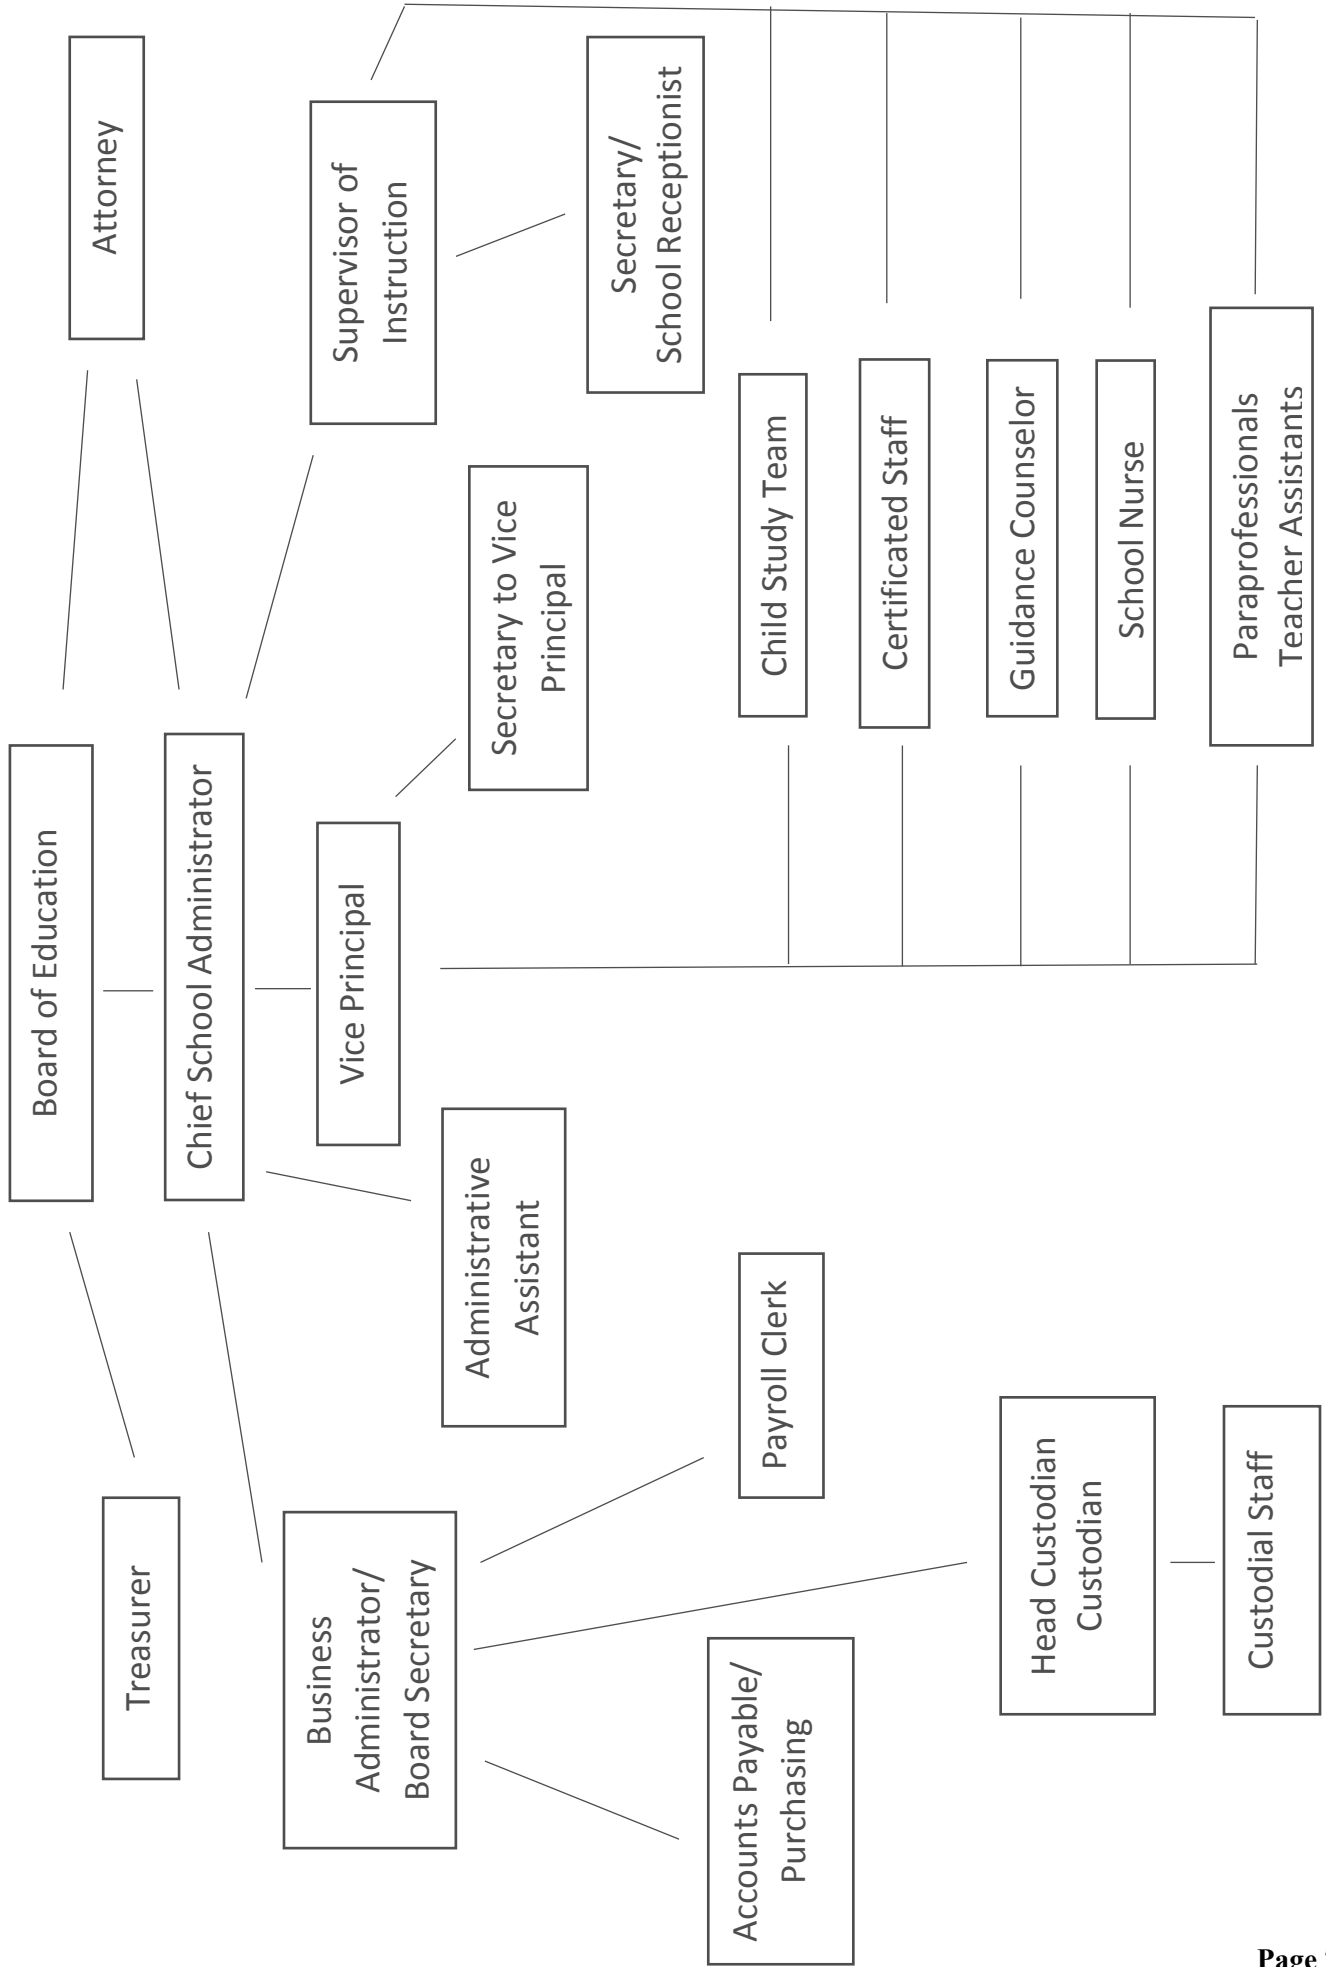 Board of Education
Attorney
Treasurer
Chief School Administrator
Business
Administrator/
Board Secretary
Vice Principal
Supervisor of
Instruction
Administrative
Assistant
Secretary to Vice
Principal
Secretary/
School Receptionist
Accounts Payable/
Purchasing
Payroll Clerk
Child Study Team
Certificated Staff
Guidance Counselor
Head Custodian
Custodian
School Nurse
Custodial Staff
Paraprofessionals
Teacher Assistants
Page